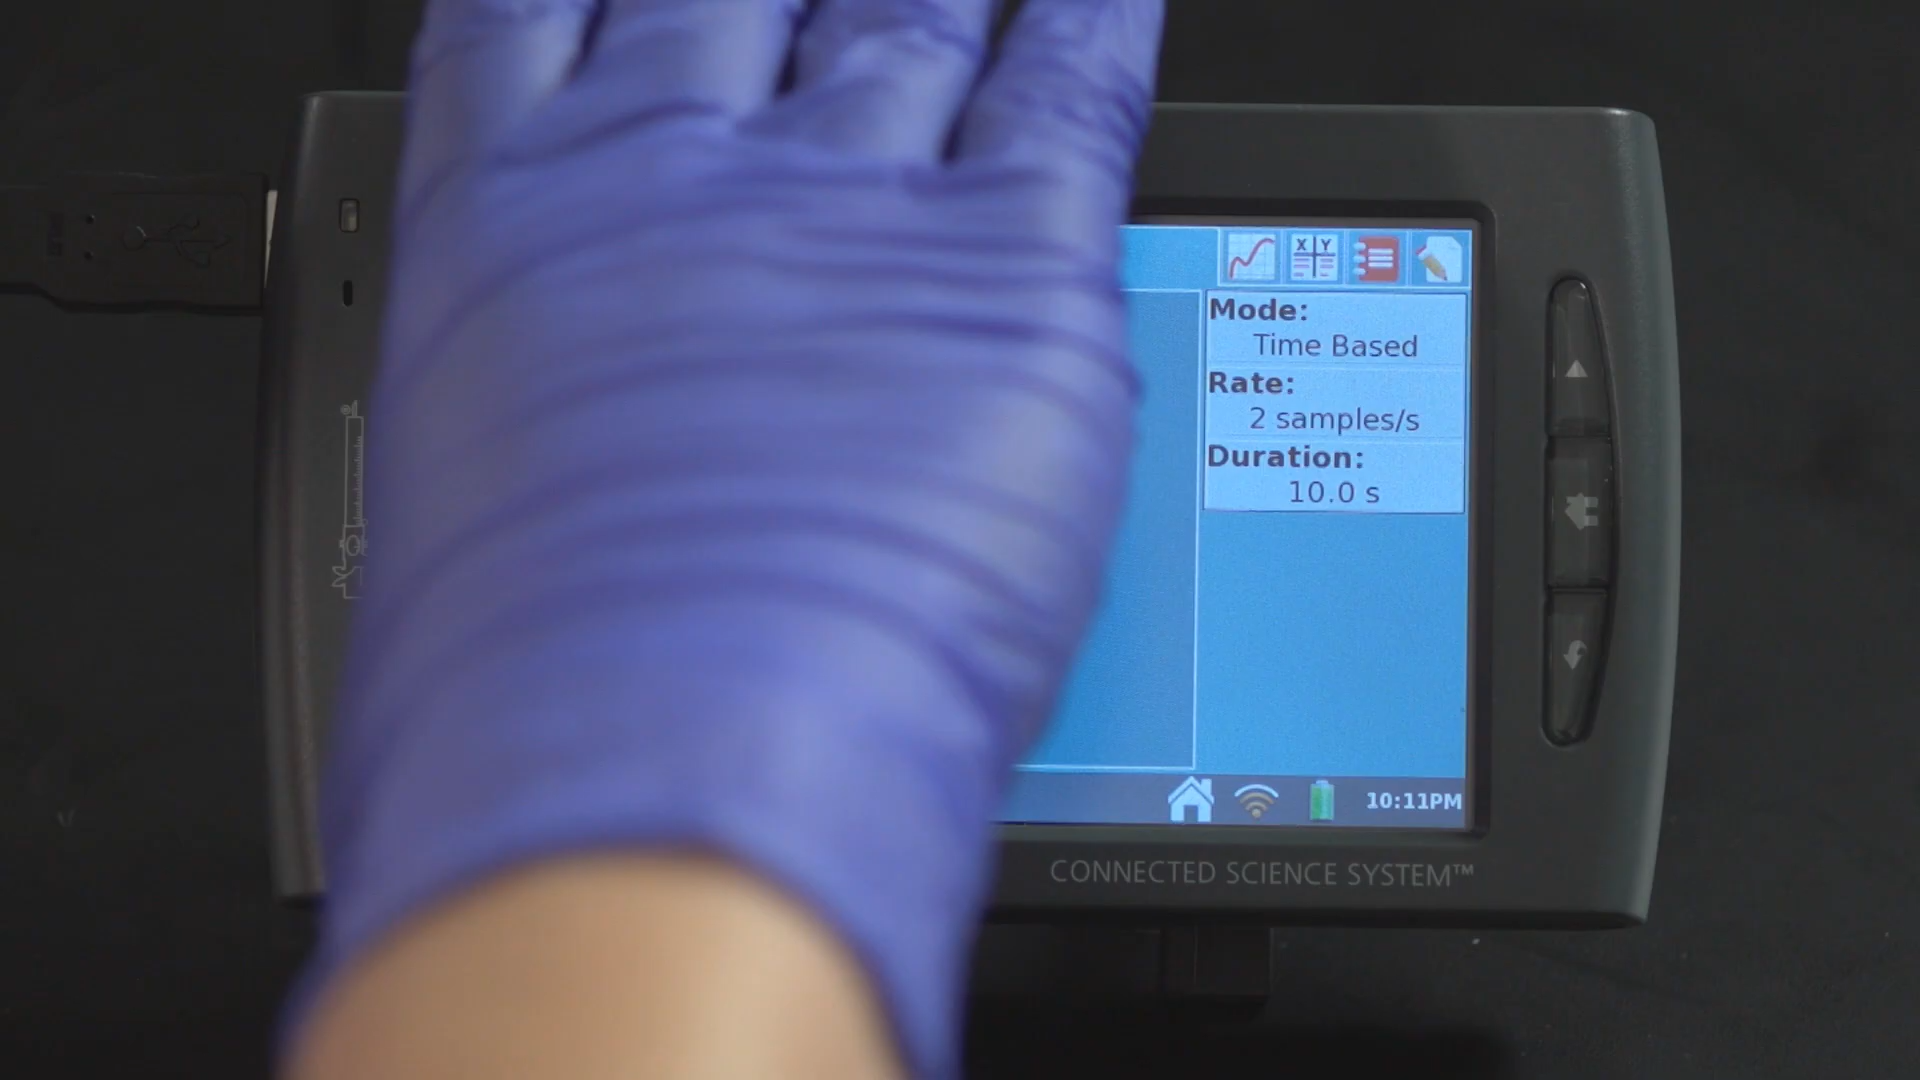 X Y
Mode:
Time Based
Rate:
2 samples/s
Duration:
10.0 s
10:11PM
CONNECTED SCIENCE SYSTEM™